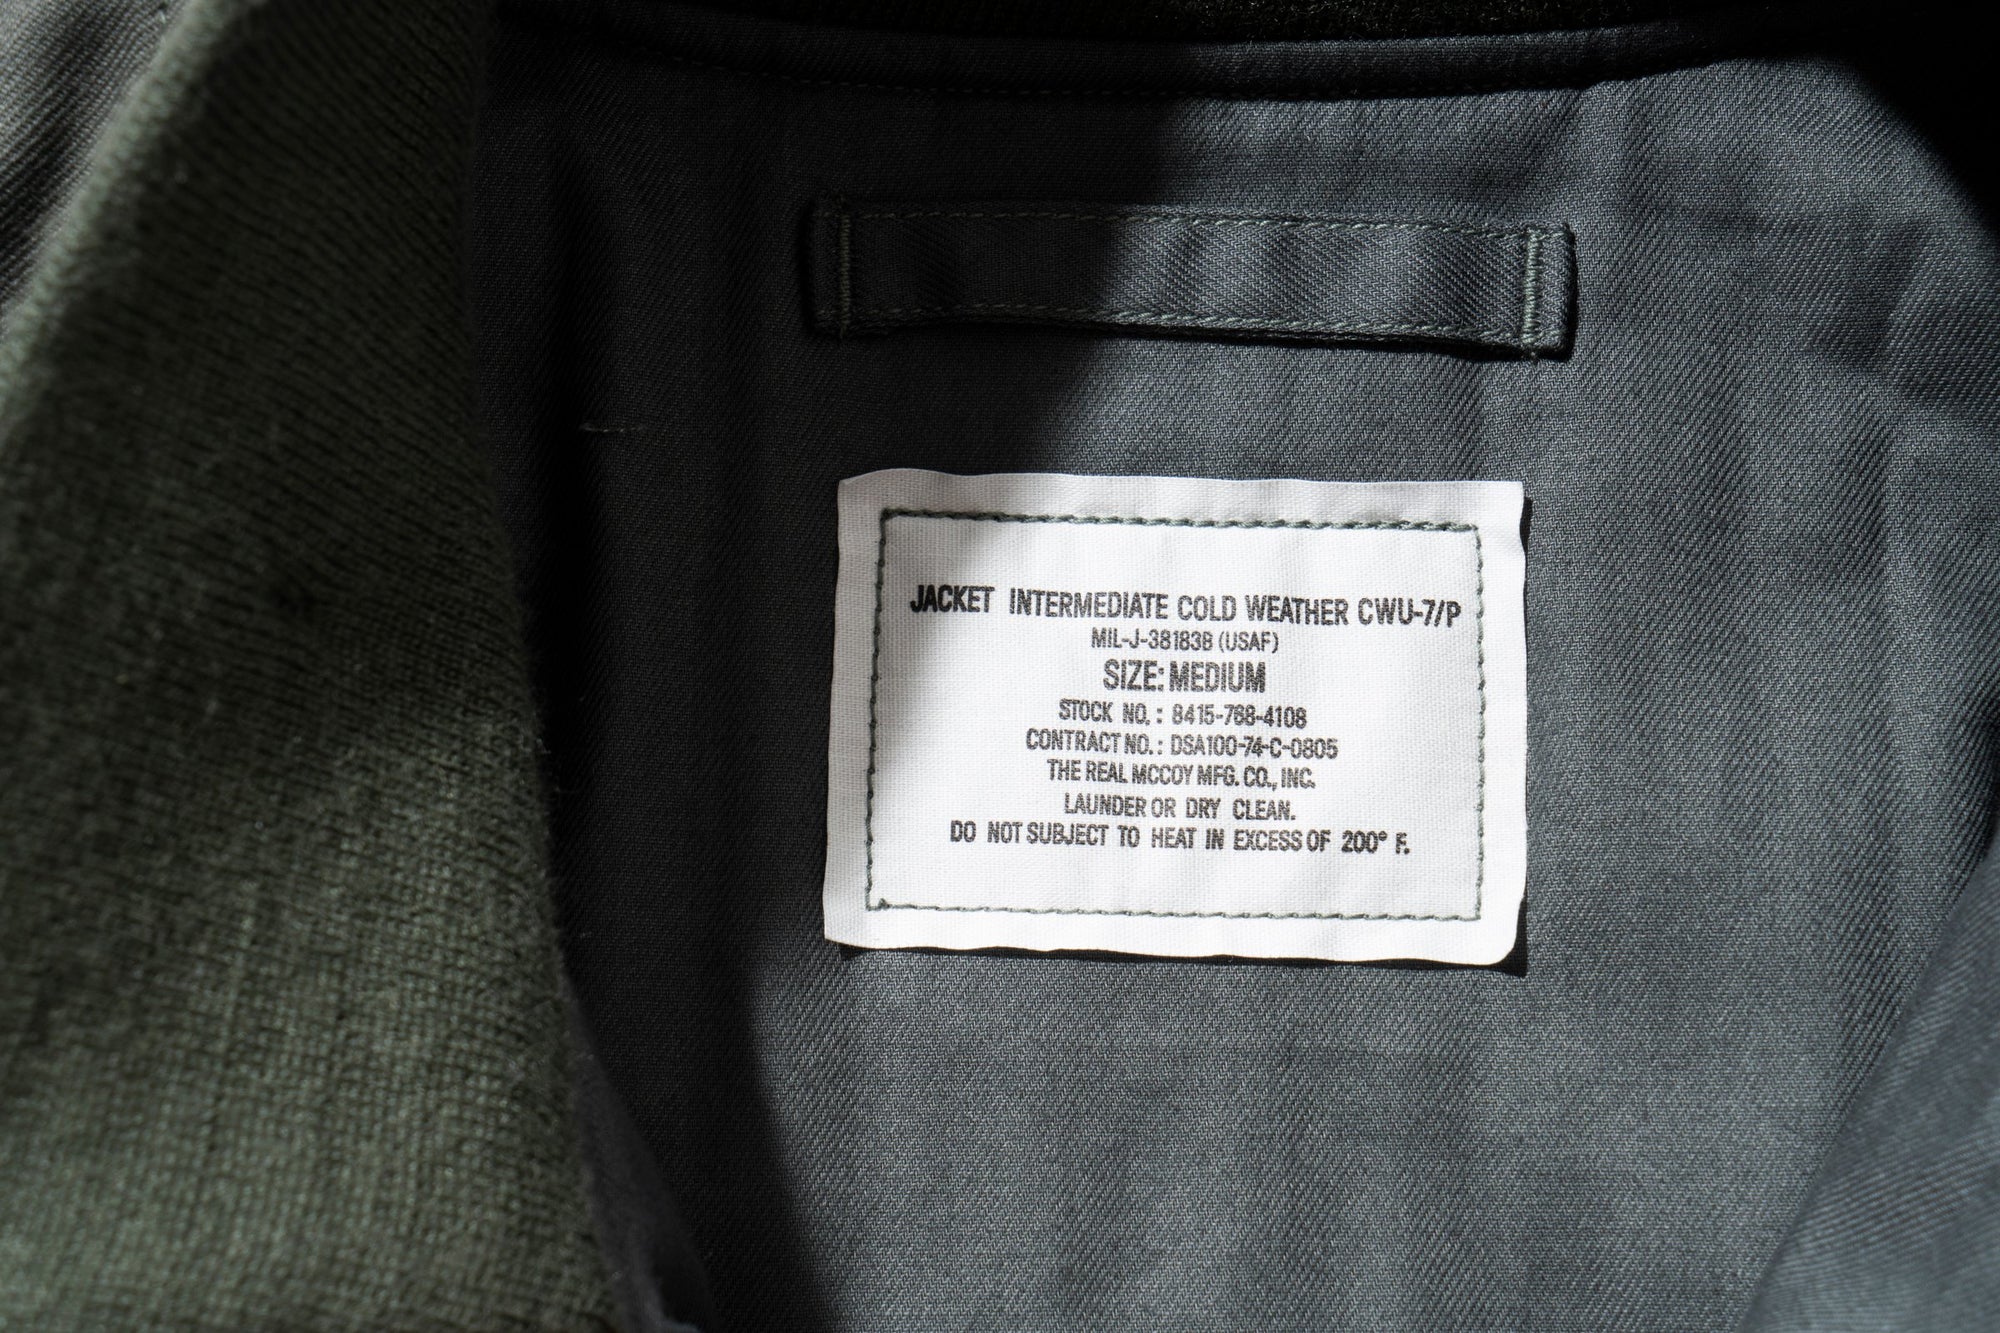 JACKET INTERMEDIATE COLD WEATHER CWU-7/P
MIL-J-38183B (USAF)
SIZE: MEDIUM
STOCK NO. : 8415-768-4108
CONTRACT NO. : DSA100-74-C-0805
THE REAL MCCOY MFG. CO., INC.
LAUNDER OR DRY CLEAN.
DO NOT SUBJECT TO HEAT IN EXCESS OF 200° F.